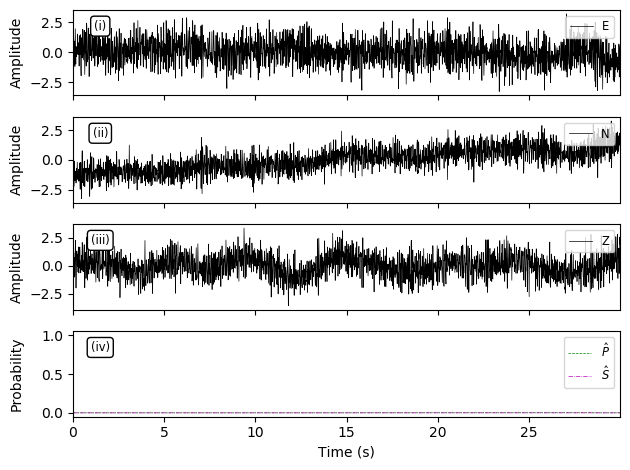 (i)
E
Amplitude
2.5
0.0
−2.5
(ii)
N
Amplitude
2.5
0.0
−2.5
(iii)
Z
Amplitude
2.5
0.0
−2.5
(iv)
P̂
Ŝ
Probability
1.0
0.5
0.0
0 5 10 15 20 25
Time (s)